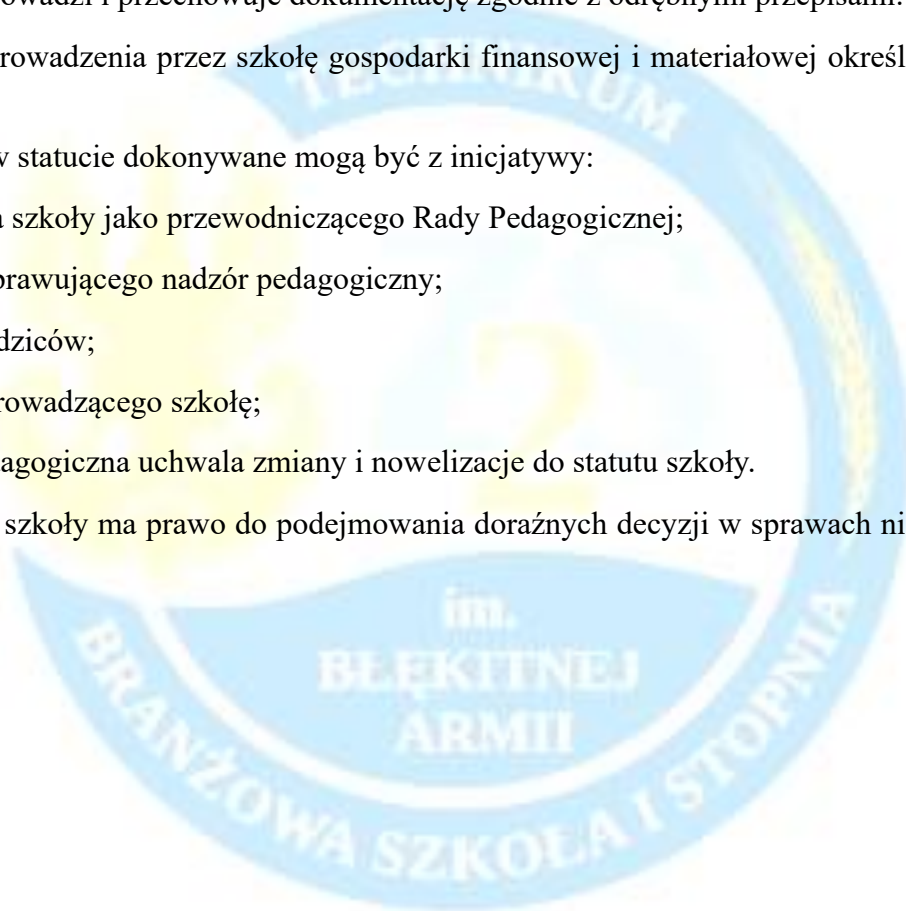 prowadzi i przechowuje dokumentację zgodnie z odrębnymi przepisami.
rowadzenia przez szkołę gospodarki finansowej i materiałowej określ
TECHNIKUM
w statucie dokonywane mogą być z inicjatywy:
a szkoły jako przewodniczącego Rady Pedagogicznej;
prawującego nadzór pedagogiczny;
dziców;
rowadzącego szkołę;
2
agogiczna uchwala zmiany i nowelizacje do statutu szkoły.
szkoły ma prawo do podejmowania doraźnych decyzji w sprawach ni
im.
BŁĘKITNEJ
ARMII
BRANŻOWA SZKOŁA I STOPNIA